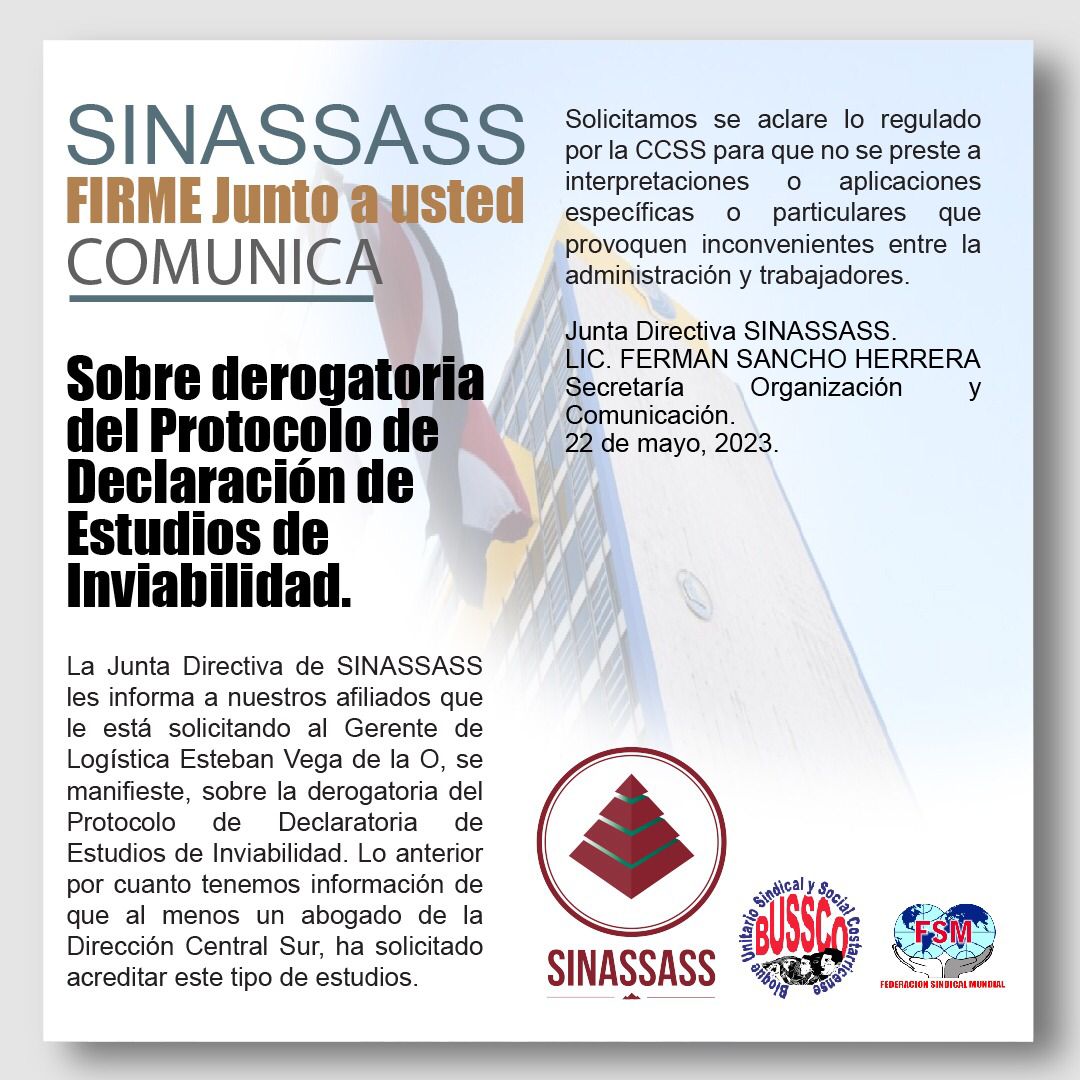 SINASSASS
FIRME Junto a usted
COMUNICA
Sobre derogatoria
del Protocolo de
Declaración de
Estudios de
Inviabilidad.
La Junta Directiva de SINASSASS
les informa a nuestros afiliados que
le está solicitando al Gerente de
Logística Esteban Vega de la O, se
manifieste, sobre la derogatoria del
Protocolo de Declaratoria de
Estudios de Inviabilidad. Lo anterior
por cuanto tenemos información de
que al menos un abogado de la
Dirección Central Sur, ha solicitado
acreditar este tipo de estudios.
Solicitamos se aclare lo regulado
por la CCSS para que no se preste a
interpretaciones o aplicaciones
específicas o particulares que
provoquen inconvenientes entre la
administración y trabajadores.
Junta Directiva SINASSASS.
LIC. FERMAN SANCHO HERRERA
Secretaría Organización y
Comunicación.
22 de mayo, 2023.
SINASSASS
Bloque Unitario Sindical y Social Costarricense
BUSSCO
FSM
FEDERACION SINDICAL MUNDIAL